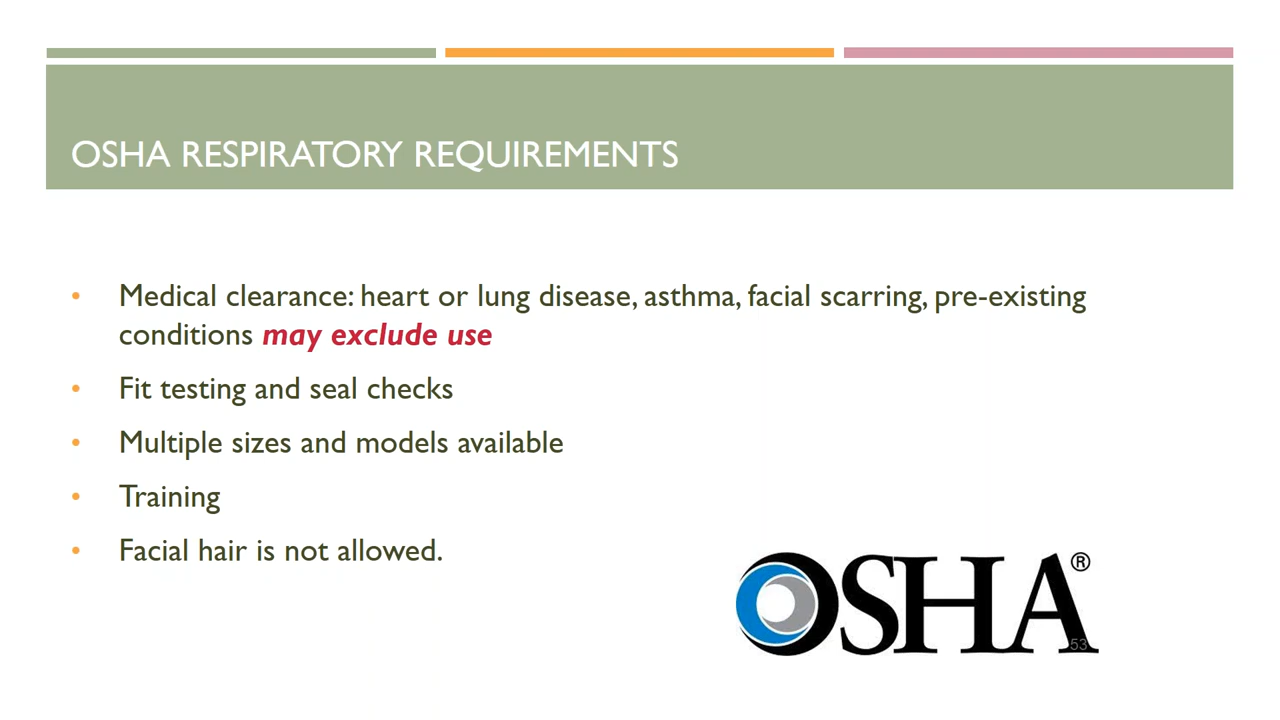 OSHA RESPIRATORY REQUIREMENTS
• Medical clearance: heart or lung disease, asthma, facial scarring, pre-existing
conditions may exclude use
• Fit testing and seal checks
• Multiple sizes and models available
• Training
• Facial hair is not allowed.
OSHA®
53